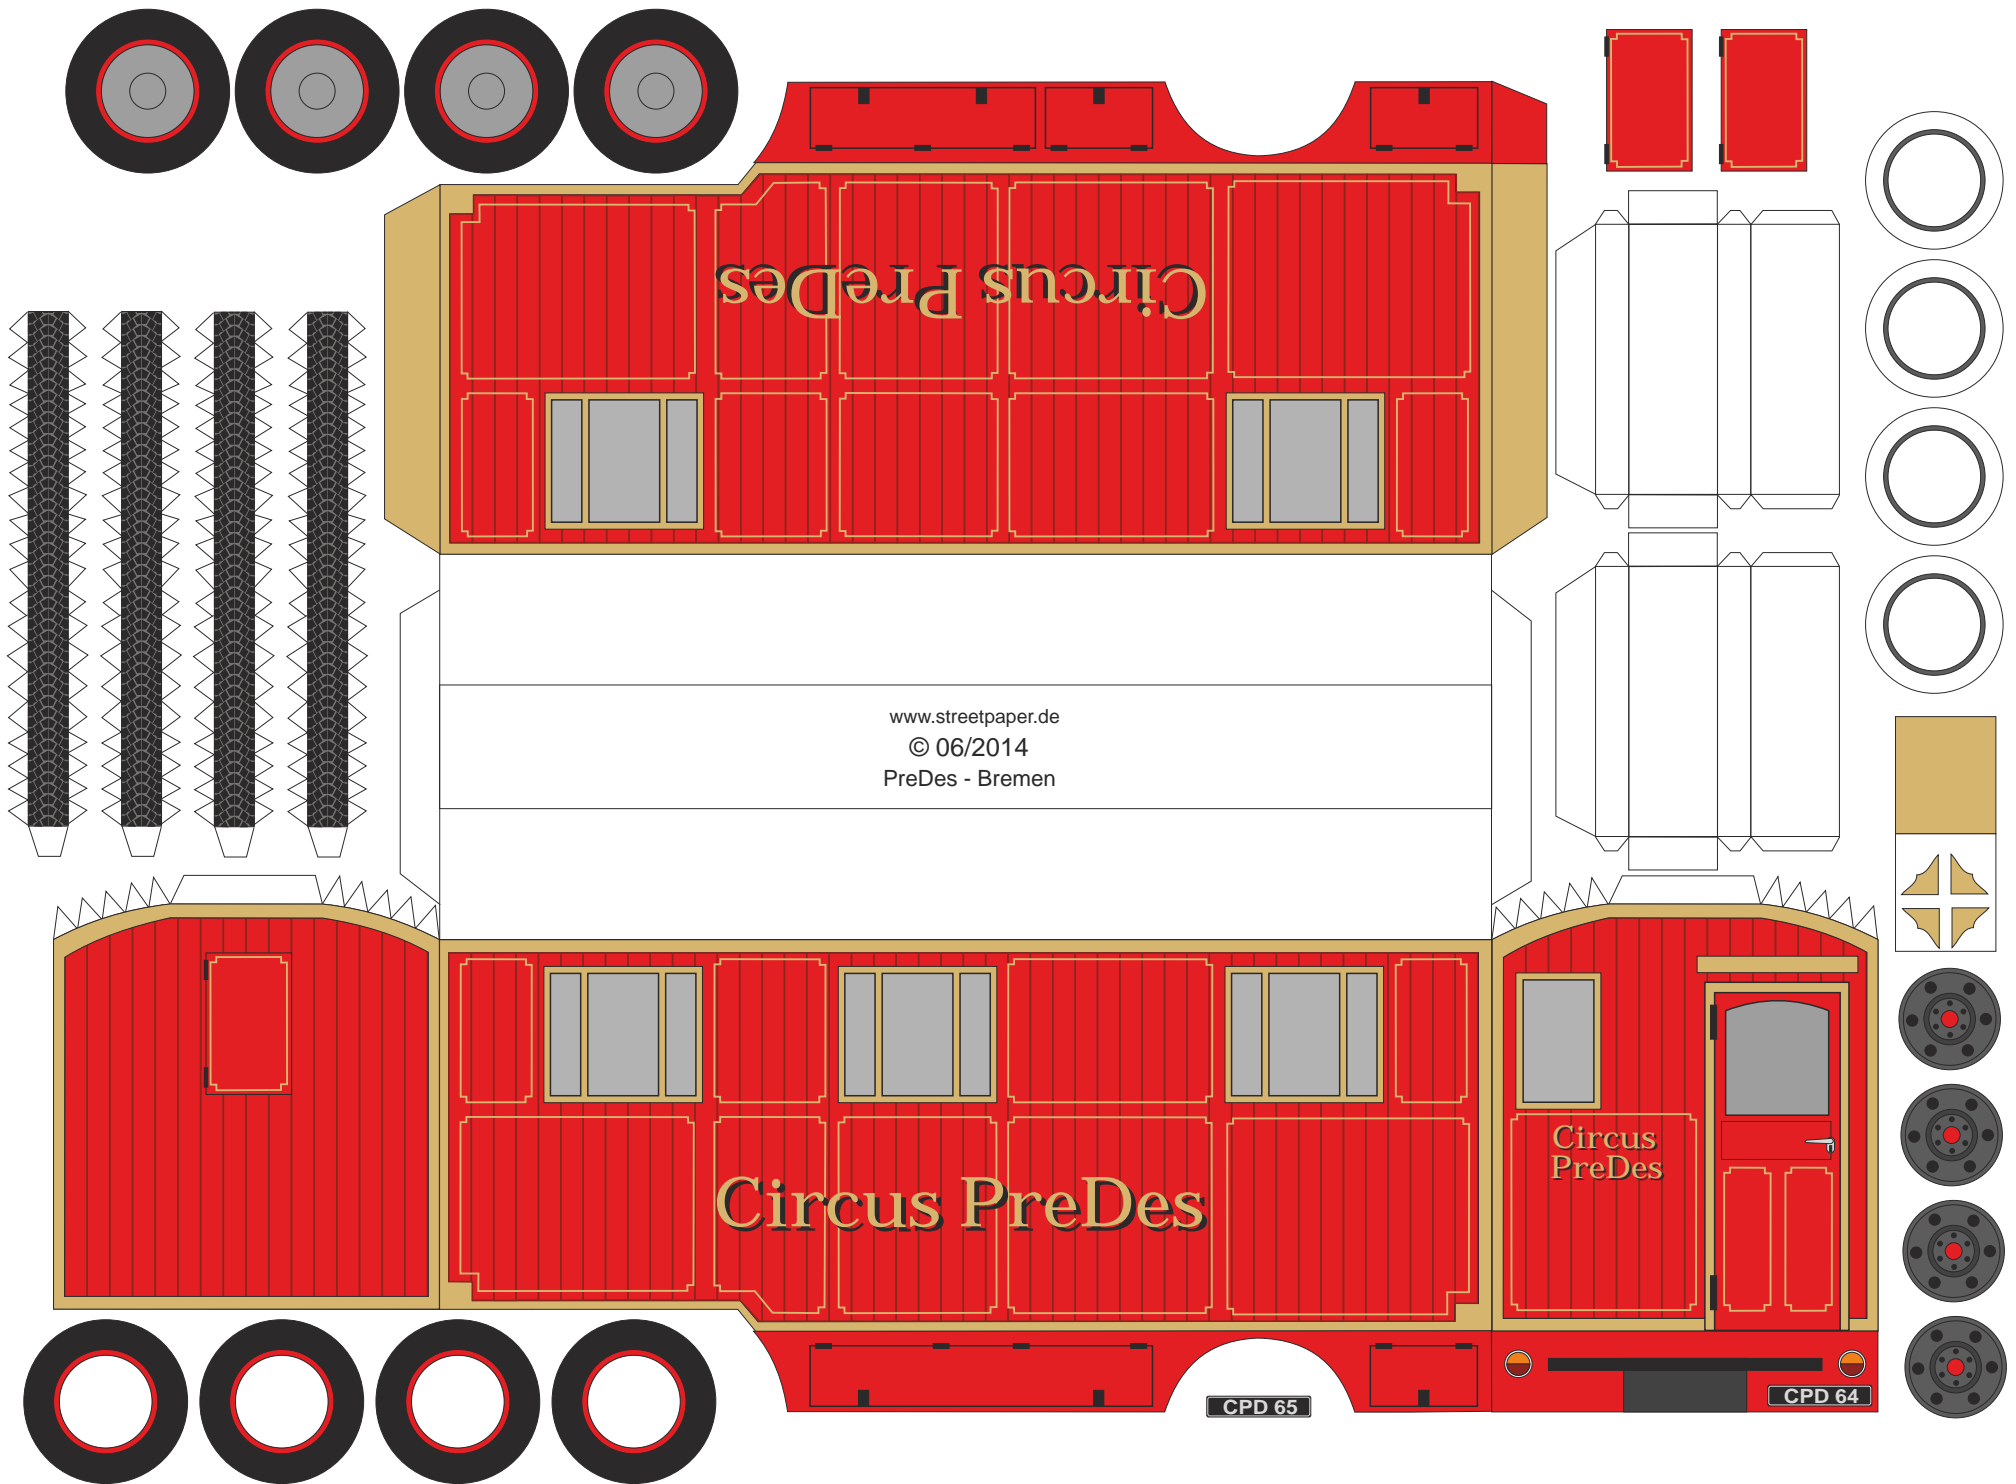 Circus PreDes
www.streetpaper.de
© 06/2014
PreDes - Bremen
Circus
PreDes
Circus PreDes
CPD 64
CPD 65